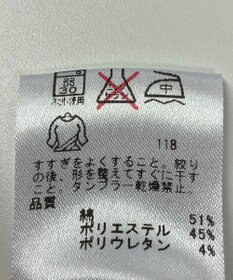 30
ネット使用
中
118
すすぎをよくすること。絞り
の後、形を整えてすぐに干す
こと。タンブラー乾燥禁止。
品質
綿 51%
ポリエステル 45%
ポリウレタン 4%